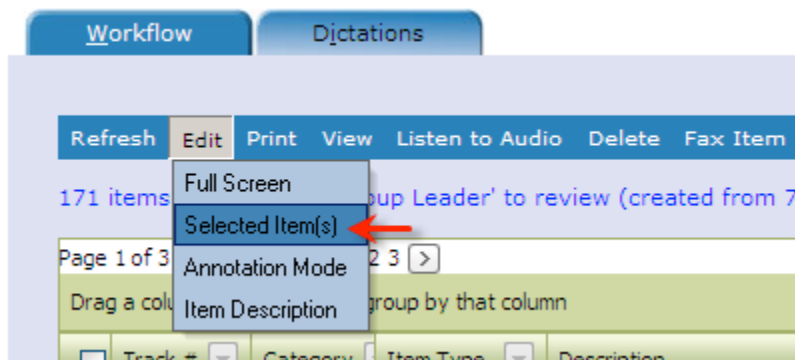 Workflow Dictations
Refresh Edit Print View Listen to Audio Delete Fax Item
Full Screen
171 items up Leader' to review (created from 7
Selected Item(s)
Page 1 of 3 2 3 >
Annotation Mode
Drag a colu group by that column
Item Description
Track # Category Item Type Description